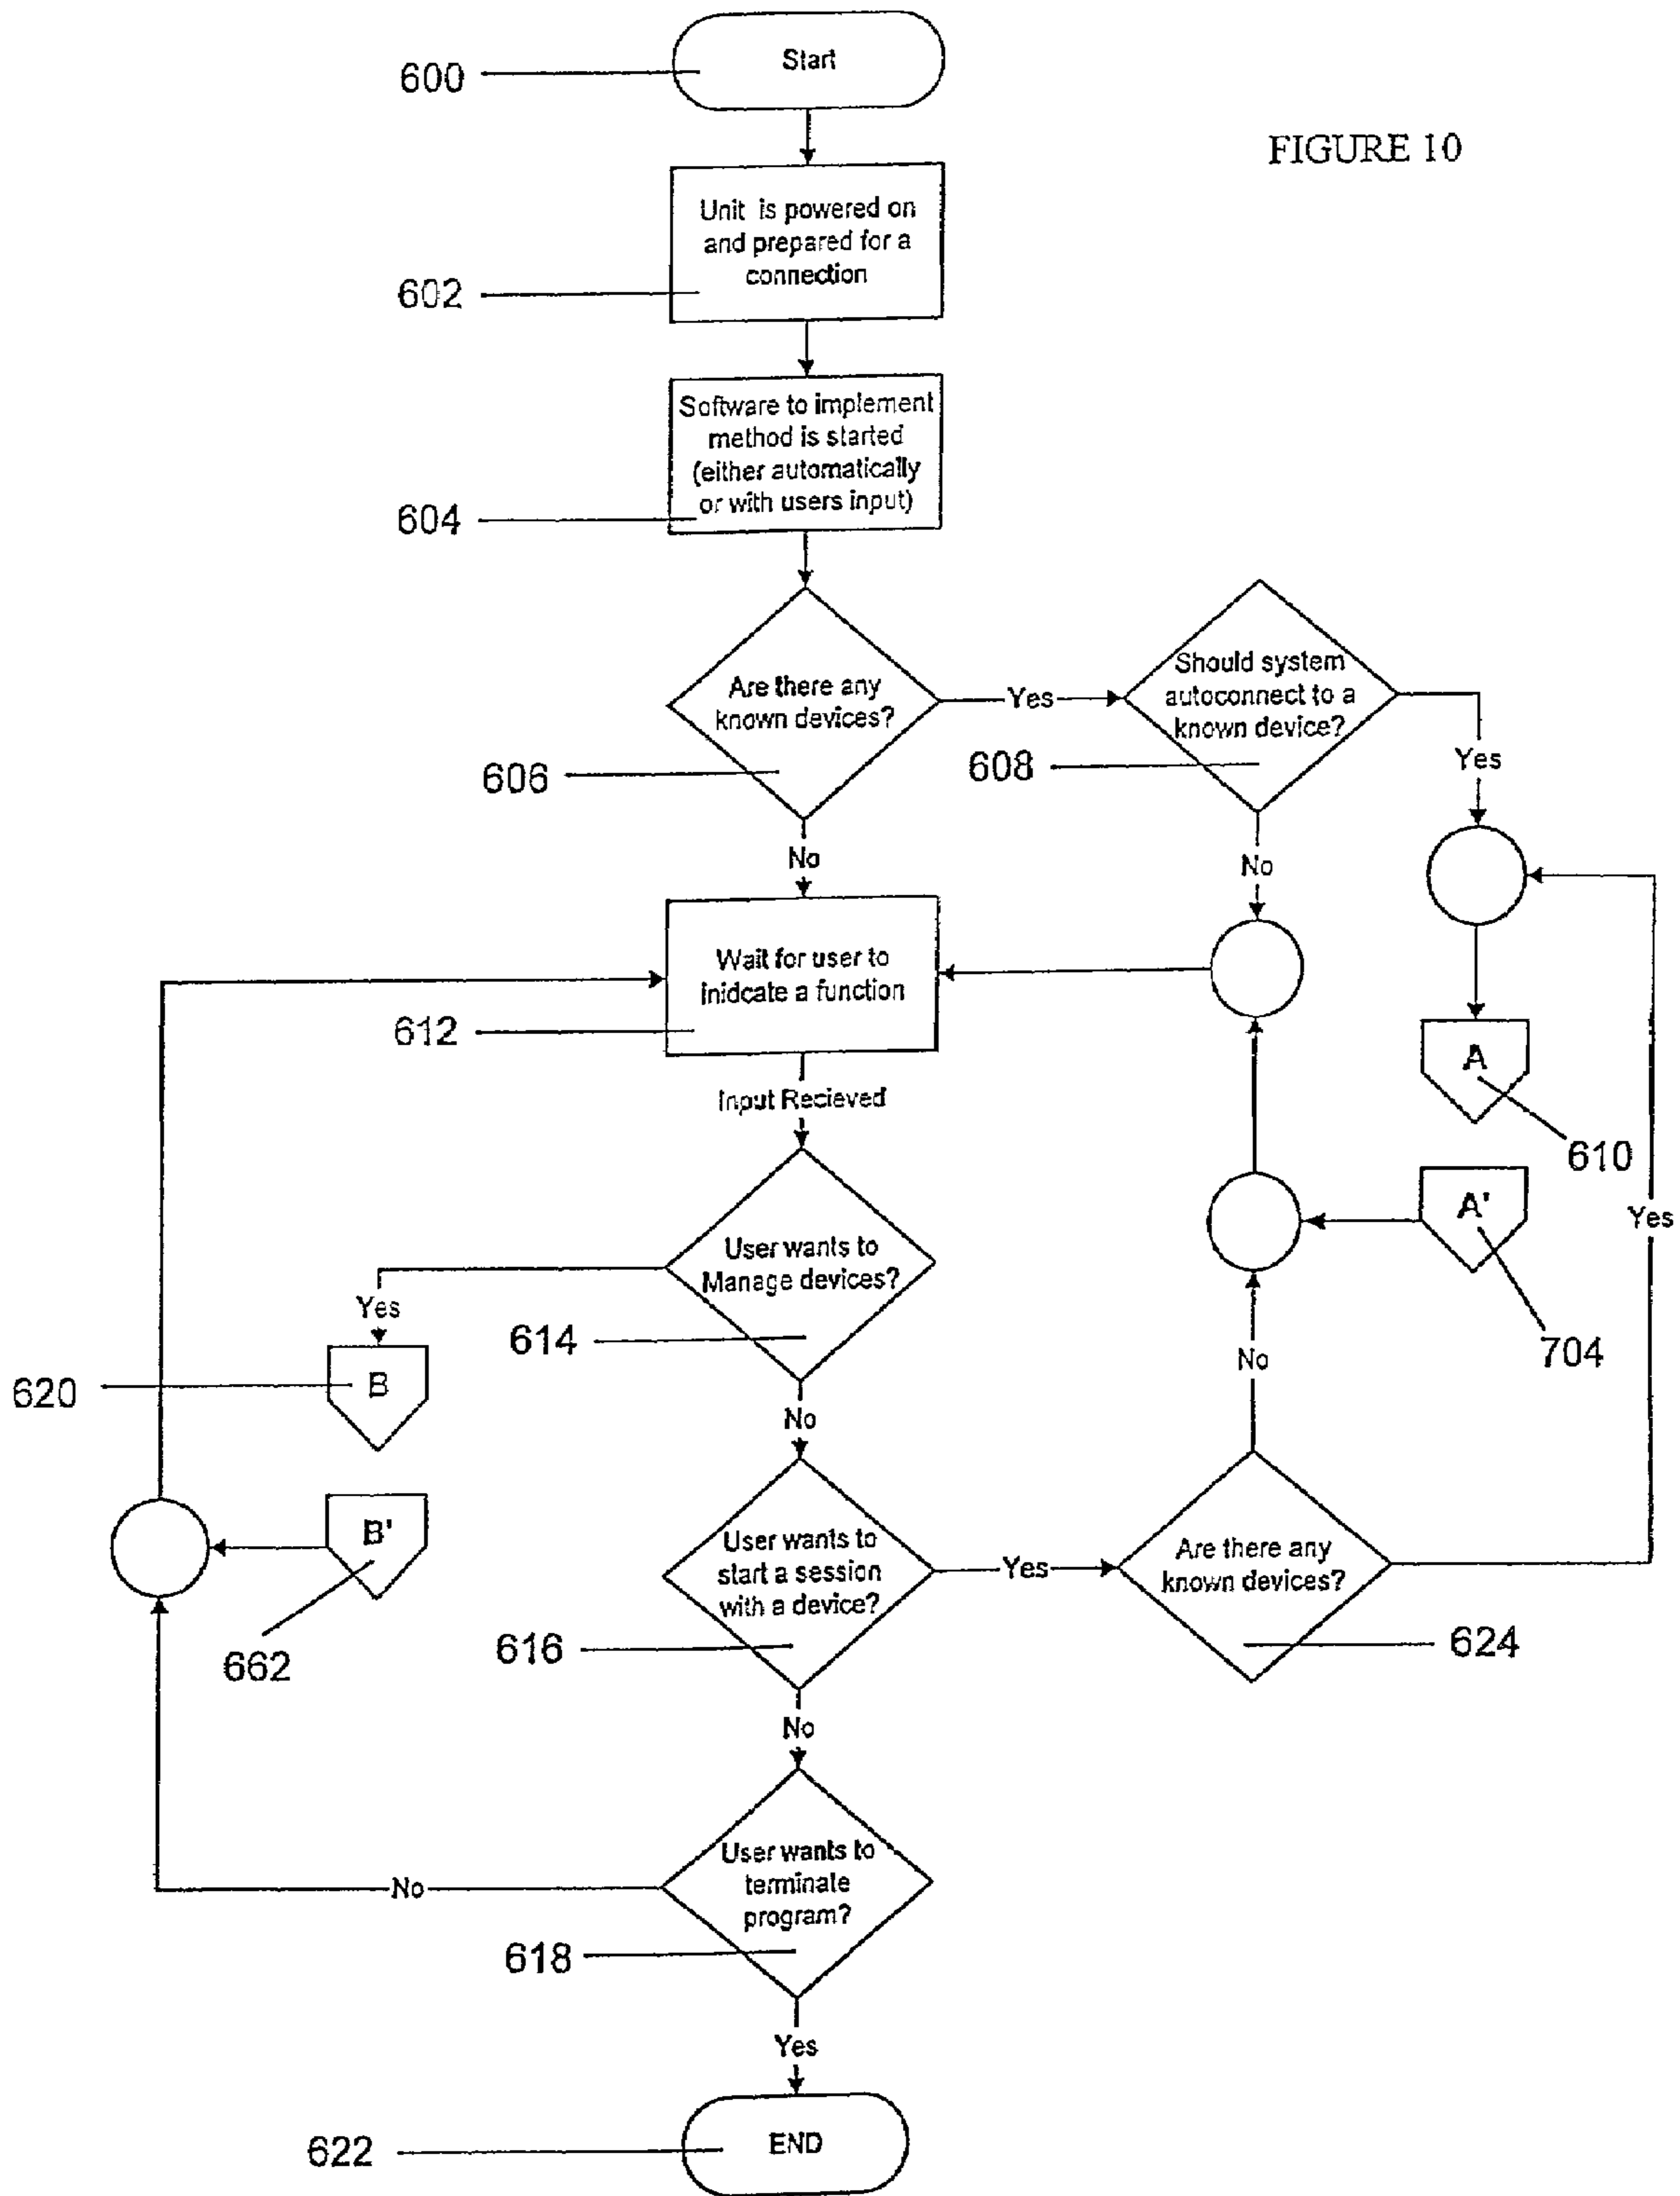 Start
600
FIGURE 10
Unit is powered on
and prepared for a
connection
602
Software to implement
method is started
(either automatically
or with users input)
604
Are there any
known devices?
606
Yes
Should system
autoconnect to a
known device?
608
Yes
No
No
Wait for user to
inidcate a function
612
A
610
Input Recieved
A'
704
Yes
User wants to
Manage devices?
614
Yes
B
620
No
No
B'
662
User wants to
start a session
with a device?
616
Yes
Are there any
known devices?
624
No
User wants to
terminate
program?
618
No
Yes
END
622